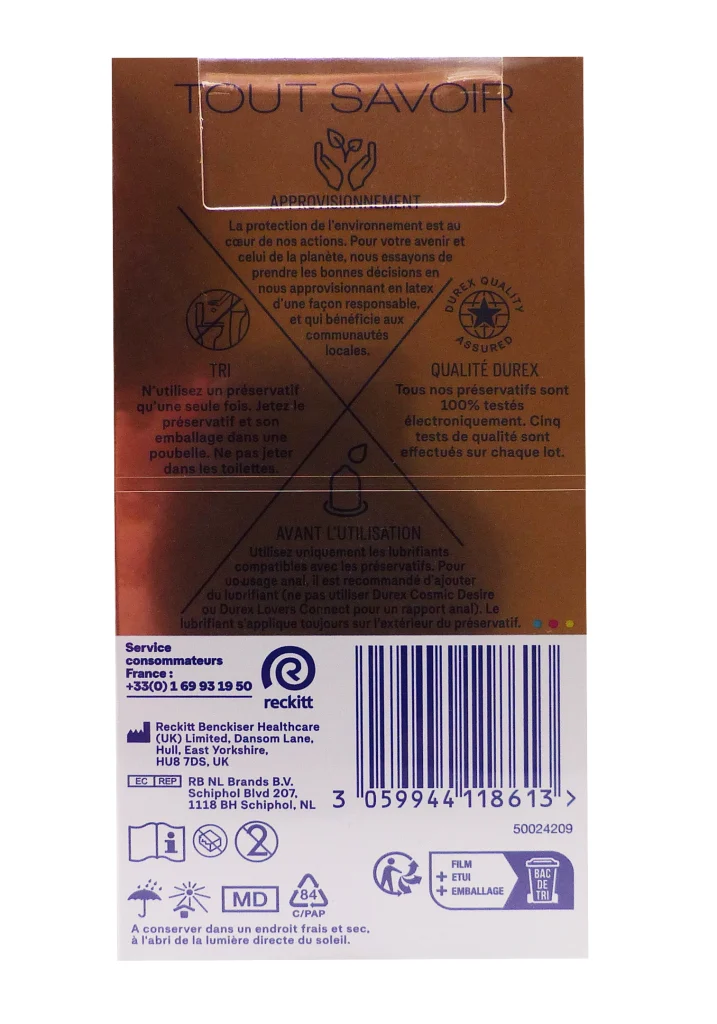 TOUT SAVOIR
APPROVISIONNEMENT
La protection de l'environnement est au
cœur de nos actions. Pour votre avenir et
celui de la planète, nous essayons de
prendre les bonnes décisions en
nous approvisionnant en latex
d'une façon responsable,
et qui bénéficie aux
communautés
locales.
DUREX QUALITY
ASSURED
TRI
N'utilisez un préservatif
qu'une seule fois. Jetez le
préservatif et son
emballage dans une
poubelle. Ne pas jeter
dans les toilettes.
QUALITÉ DUREX
Tous nos préservatifs sont
100% testés
électroniquement. Cinq
tests de qualité sont
effectués sur chaque lot.
AVANT L'UTILISATION
Utilisez uniquement les lubrifiants
compatibles avec les préservatifs. Pour
un usage anal, il est recommandé d'ajouter
du lubrifiant (ne pas utiliser Durex Cosmic Desire
ou Durex Lovers Connect pour un rapport anal). Le
lubrifiant s'applique toujours sur l'extérieur du préservatif.
Service
consommateurs
France :
+33(0) 1 69 93 19 50
reckitt
Reckitt Benckiser Healthcare
(UK) Limited, Dansom Lane,
Hull, East Yorkshire,
HU8 7DS, UK
EC REP
RB NL Brands B.V.
Schiphol Blvd 207,
1118 BH Schiphol, NL
3 059944 118613 >
50024209
2
FILM
+ ETUI
+ EMBALLAGE
BAC
DE
TRI
MD
84
C/PAP
A conserver dans un endroit frais et sec,
à l'abri de la lumière directe du soleil.